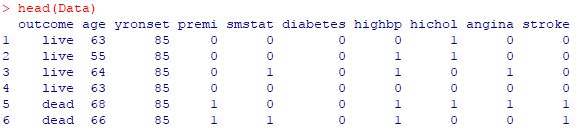 > head(Data)
outcome age yronset premi smstat diabetes highbp hichol angina stroke
1 live 63 85 0 0 0 0 1 0 0
2 live 55 85 0 0 0 1 1 0 0
3 live 64 85 0 1 0 1 0 1 0
4 live 63 85 0 0 0 0 0 0 0
5 dead 68 85 1 0 0 1 1 1 1
6 dead 66 85 1 1 0 1 0 0 1